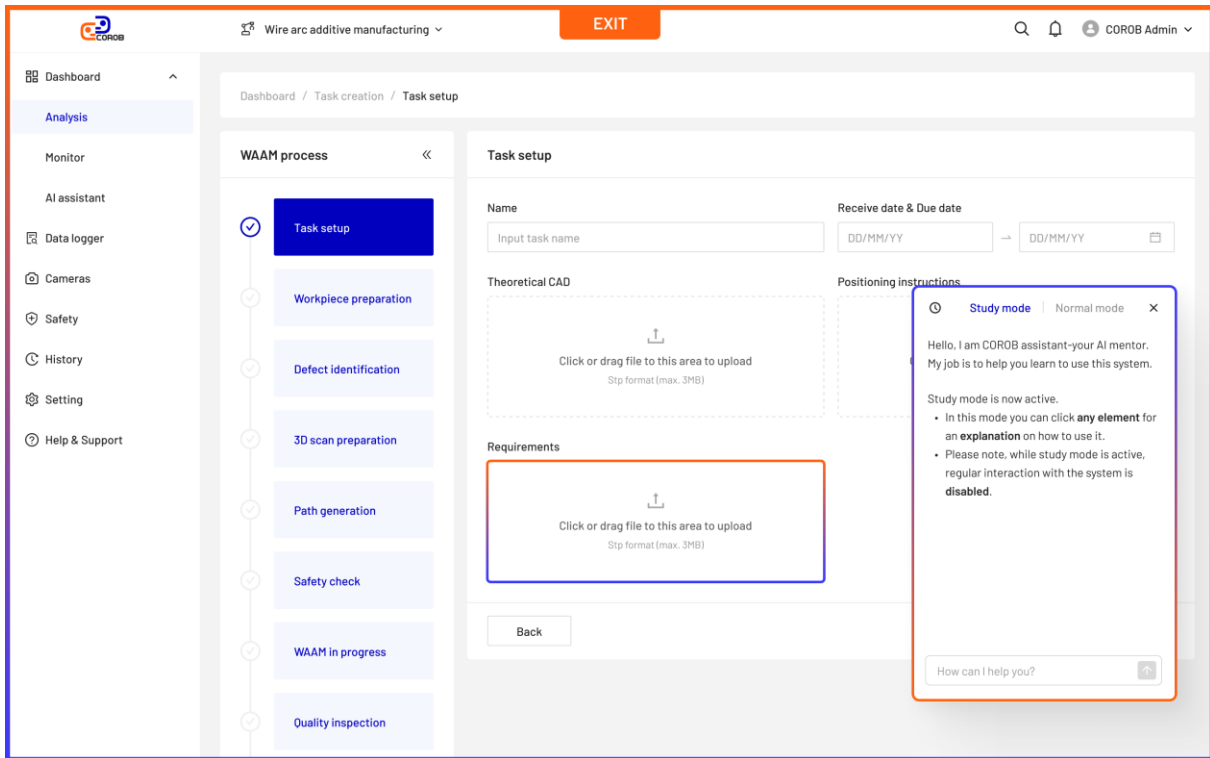 COROB
Wire arc additive manufacturing
EXIT
COROB Admin
Dashboard
Analysis
Monitor
AI assistant
Data logger
Cameras
Safety
History
Setting
Help & Support
Dashboard / Task creation / Task setup
WAAM process
Task setup
Workpiece preparation
Defect identification
3D scan preparation
Path generation
Safety check
WAAM in progress
Quality inspection
Task setup
Name
Input task name
Receive date & Due date
DD/MM/YY
DD/MM/YY
Theoretical CAD
Click or drag file to this area to upload
Stp format (max. 3MB)
Positioning instructions
Requirements
Click or drag file to this area to upload
Stp format (max. 3MB)
Back
Study mode
Normal mode
Hello, I am COROB assistant-your AI mentor.
My job is to help you learn to use this system.
Study mode is now active.
• In this mode you can click any element for
an explanation on how to use it.
• Please note, while study mode is active,
regular interaction with the system is
disabled.
How can I help you?